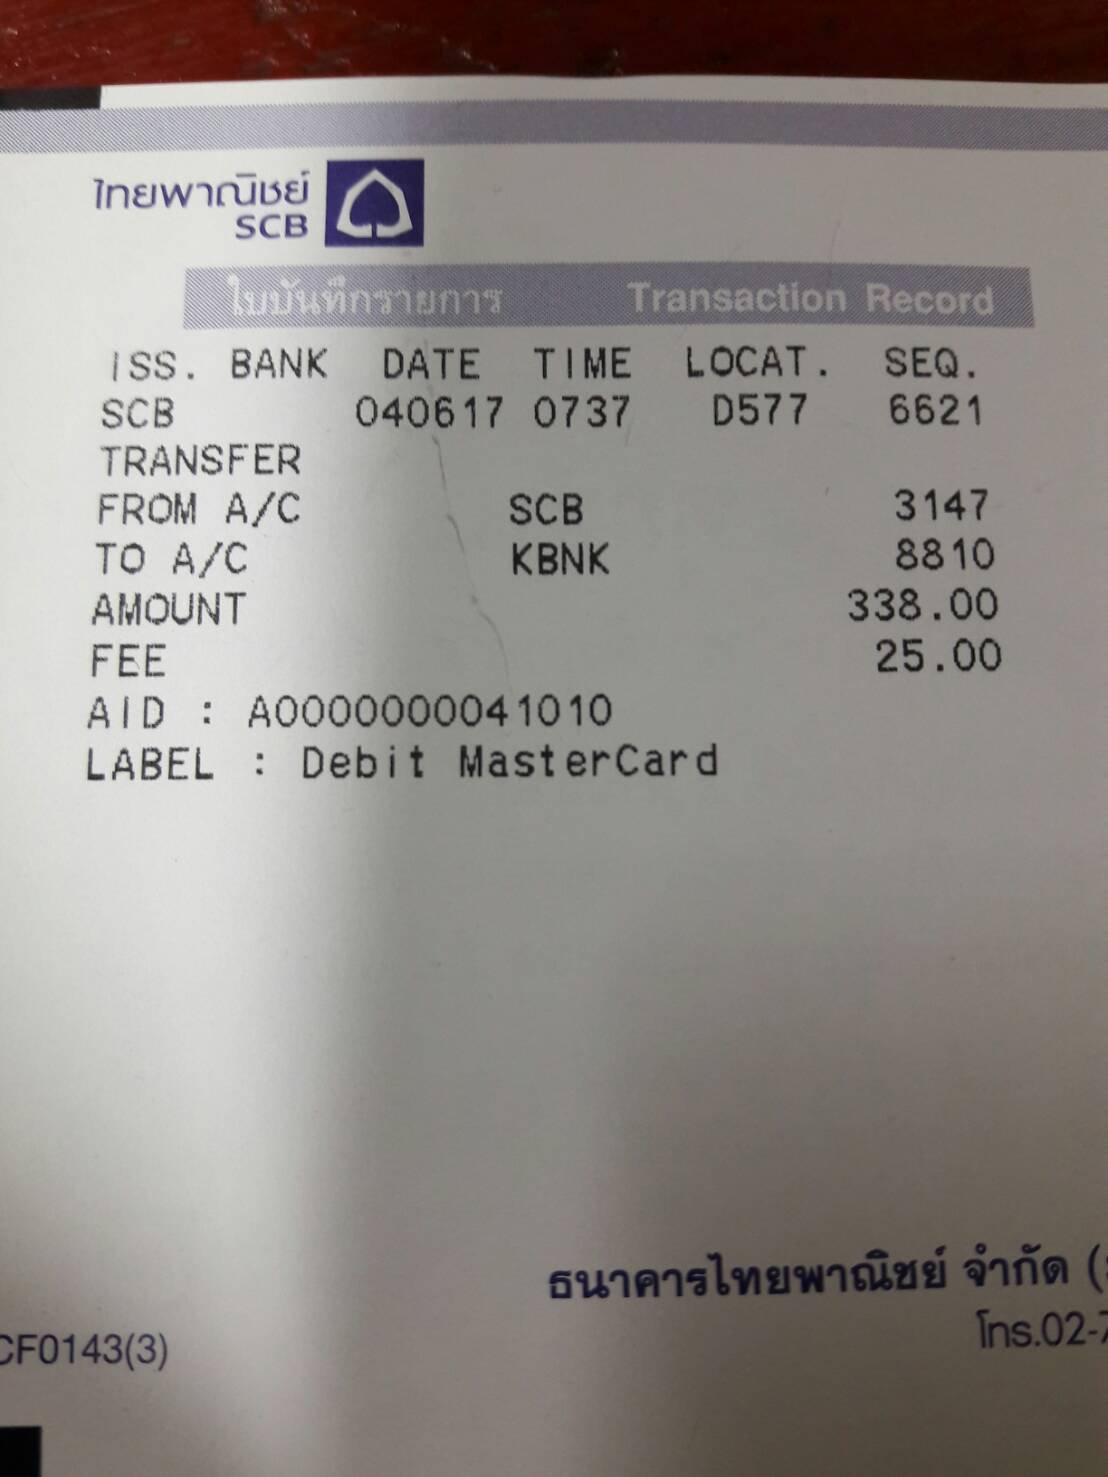 ไทยพาณิชย์
SCB
ใบบันทึกรายการ Transaction Record
ISS. BANK DATE TIME LOCAT. SEQ.
SCB 040617 0737 D577 6621
TRANSFER
FROM A/C SCB 3147
TO A/C KBNK 8810
AMOUNT 338.00
FEE 25.00
AID : A0000000041010
LABEL : Debit MasterCard
ธนาคารไทยพาณิชย์ จำกัด (
โทร.02-7
CF0143(3)